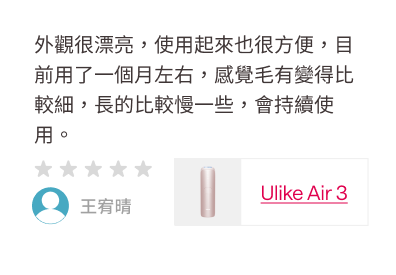 外觀很漂亮，使用起來也很方便，目
前用了一個月左右，感覺毛有變得比
較細，長的比較慢一些，會持續使
用。
王宥晴
Ulike Air 3